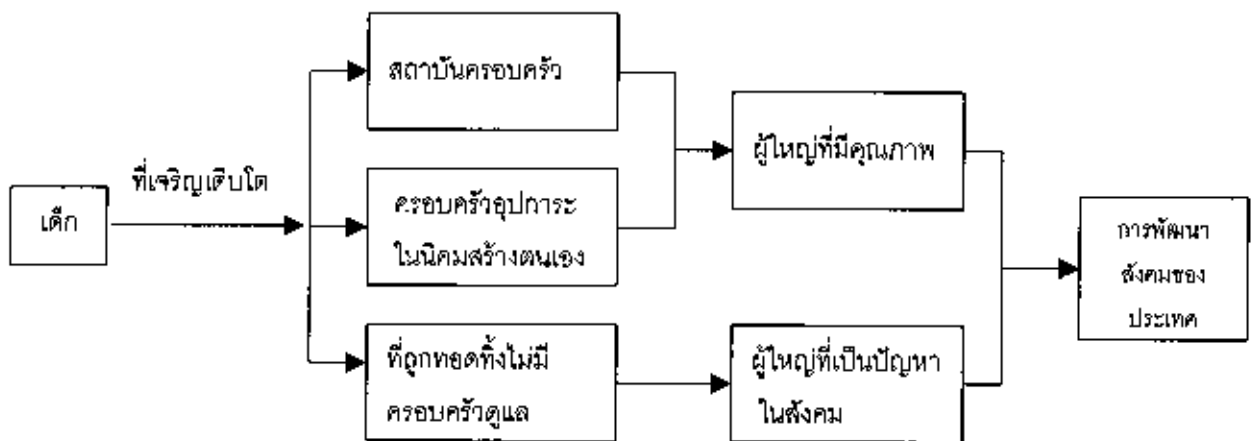 สถาบันครอบครัว
ผู้ใหญ่ที่มีคุณภาพ
ที่เจริญเติบโต
เด็ก
ครอบครัวอุปการะ
ในนิคมสร้างตนเอง
การพัฒนา
สังคมของ
ประเทศ
ที่ถูกทอดทิ้งไม่มี
ครอบครัวดูแล
ผู้ใหญ่ที่เป็นปัญหา
ในสังคม